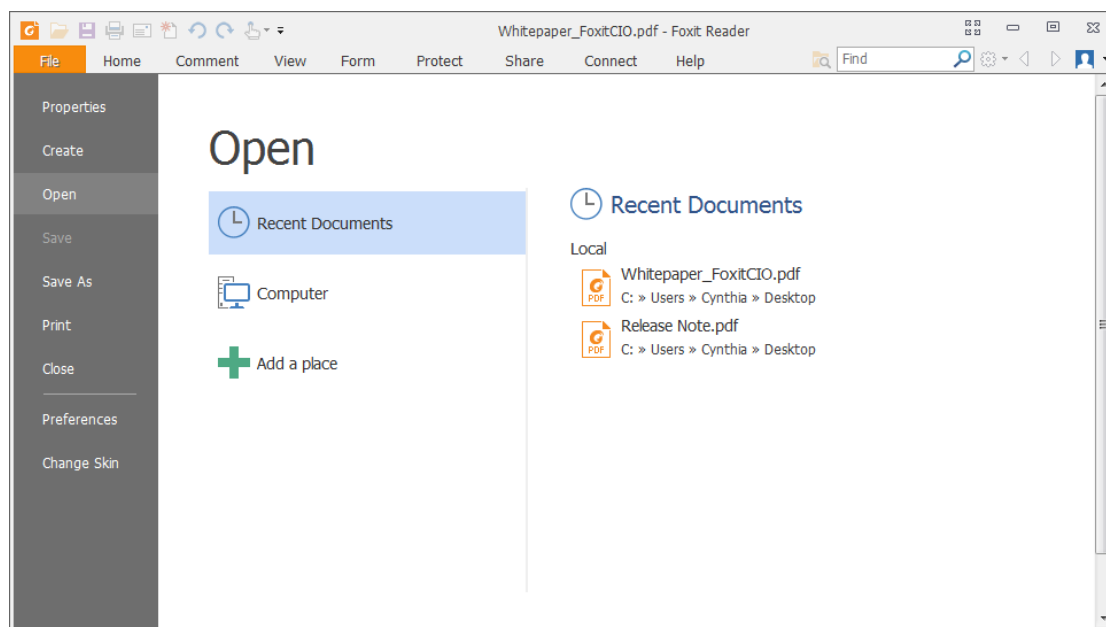 Whitepaper_FoxitCIO.pdf - Foxit Reader
File Home Comment View Form Protect Share Connect Help Find
Properties
Create
Open
Save
Save As
Print
Close
Preferences
Change Skin
Open
Recent Documents
Computer
Add a place
Recent Documents
Local
Whitepaper_FoxitCIO.pdf
PDF C: » Users » Cynthia » Desktop
Release Note.pdf
PDF C: » Users » Cynthia » Desktop